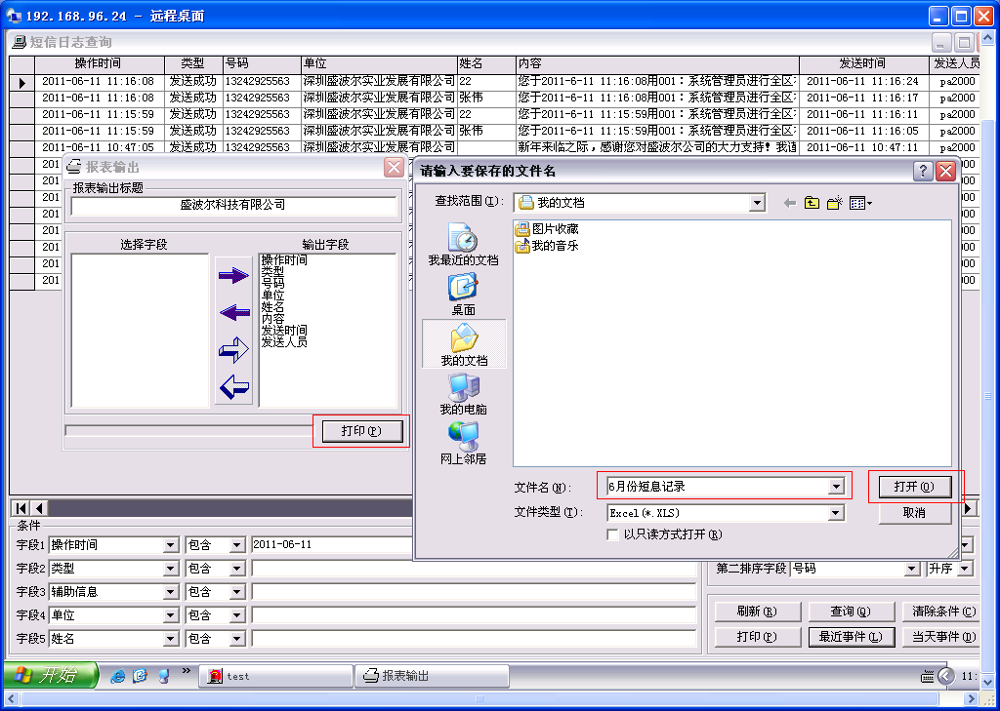 192.168.96.24 - 远程桌面
短信日志查询
操作时间 类型 号码 单位 姓名 内容 发送时间 发送人员
2011-06-11 11:16:08 发送成功 13242925563 深圳盛波尔实业发展有限公司 22 您于2011-6-11 11:16:08用001:系统管理员进行全区 2011-06-11 11:16:24 ps2000
2011-06-11 11:16:08 发送成功 13242925563 深圳盛波尔实业发展有限公司 张伟 您于2011-6-11 11:16:08用001:系统管理员进行全区 2011-06-11 11:16:17 ps2000
2011-06-11 11:15:59 发送成功 13242925563 深圳盛波尔实业发展有限公司 22 您于2011-6-11 11:15:59用001:系统管理员进行全区 2011-06-11 11:16:11 ps2000
2011-06-11 11:15:59 发送成功 13242925563 深圳盛波尔实业发展有限公司 张伟 您于2011-6-11 11:15:59用001:系统管理员进行全区 2011-06-11 11:16:05 ps2000
2011-06-11 10:47:05 发送成功 13242925563 深圳盛波尔实业发展有限公司 新年来临之际,感谢您对盛波尔公司的大力支持! 我 2011-06-11 10:47:11 ps2000
201 000
201 000
201 000
201 000
201 000
201 000
201 000
201 000
报表输出
报表输出标题
盛波尔科技有限公司
选择字段 输出字段
操作时间
类型
号码
单位
姓名
内容
发送时间
发送人员
打印(P)
请输入要保存的文件名
查找范围(I): 我的文档
图片收藏
我的音乐
我最近的文档
桌面
我的文档
我的电脑
网上邻居
文件名(N): 6月份短息记录 打开(O)
文件类型(T): Excel(*.XLS) 取消
以只读方式打开(R)
条件
字段1 操作时间 包含 2011-06-11
字段2 类型 包含
字段3 辅助信息 包含
字段4 单位 包含
字段5 姓名 包含
第二排序字段 号码 升序
刷新(R) 查询(Q) 清除条件(C)
打印(P) 最近事件(L) 当天事件(D)
开始 test 报表输出 11: